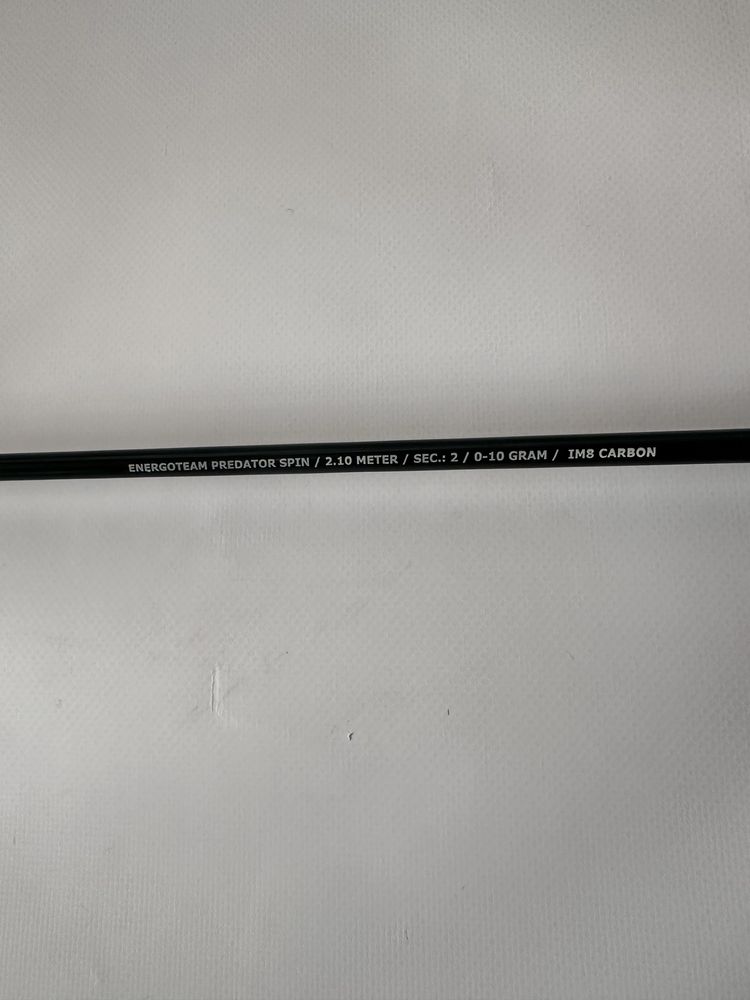 ENERGOTEAM PREDATOR SPIN / 2.10 METER / SEC.: 2 / 0-10 GRAM / IM8 CARBON